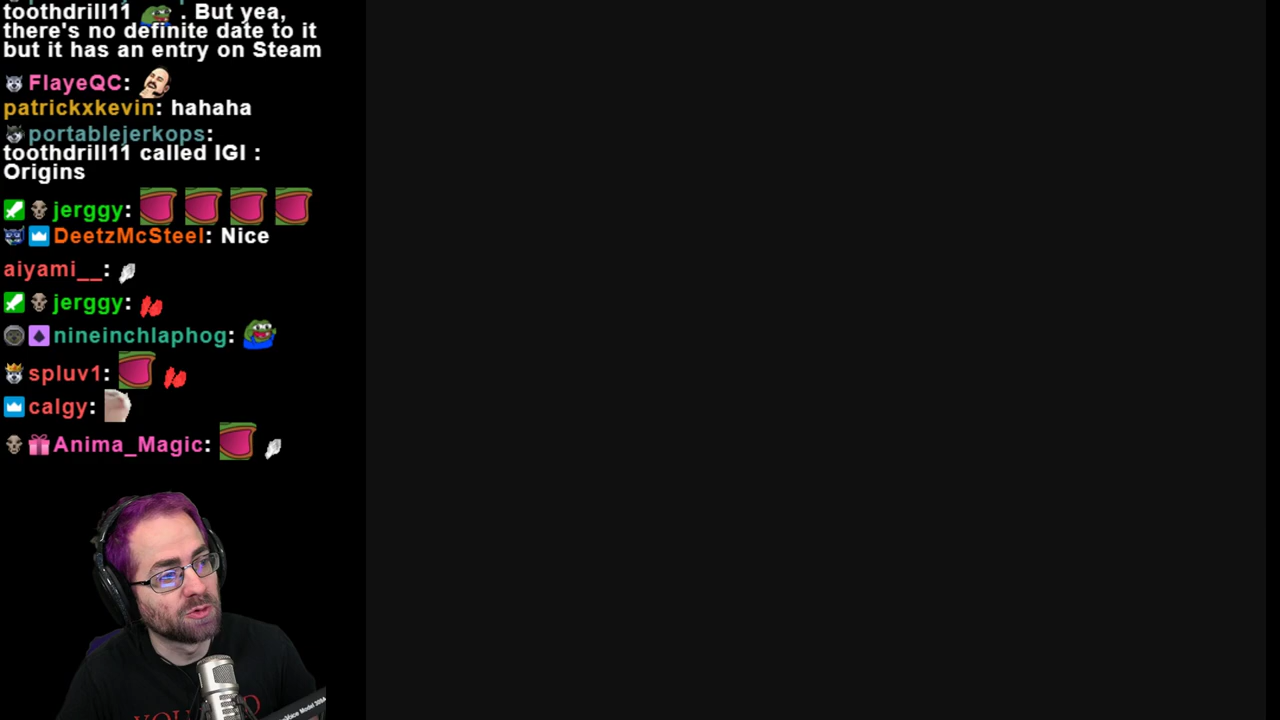 toothdrill11 . But yea,
there's no definite date to it
but it has an entry on Steam
FlayeQC:
patrickxkevin: hahaha
portablejerkops:
toothdrill11 called IGI :
Origins
jerggy:
DeetzMcSteel: Nice
aiyami__:
jerggy:
nineinchlaphog:
spluv1:
calgy:
Anima_Magic: